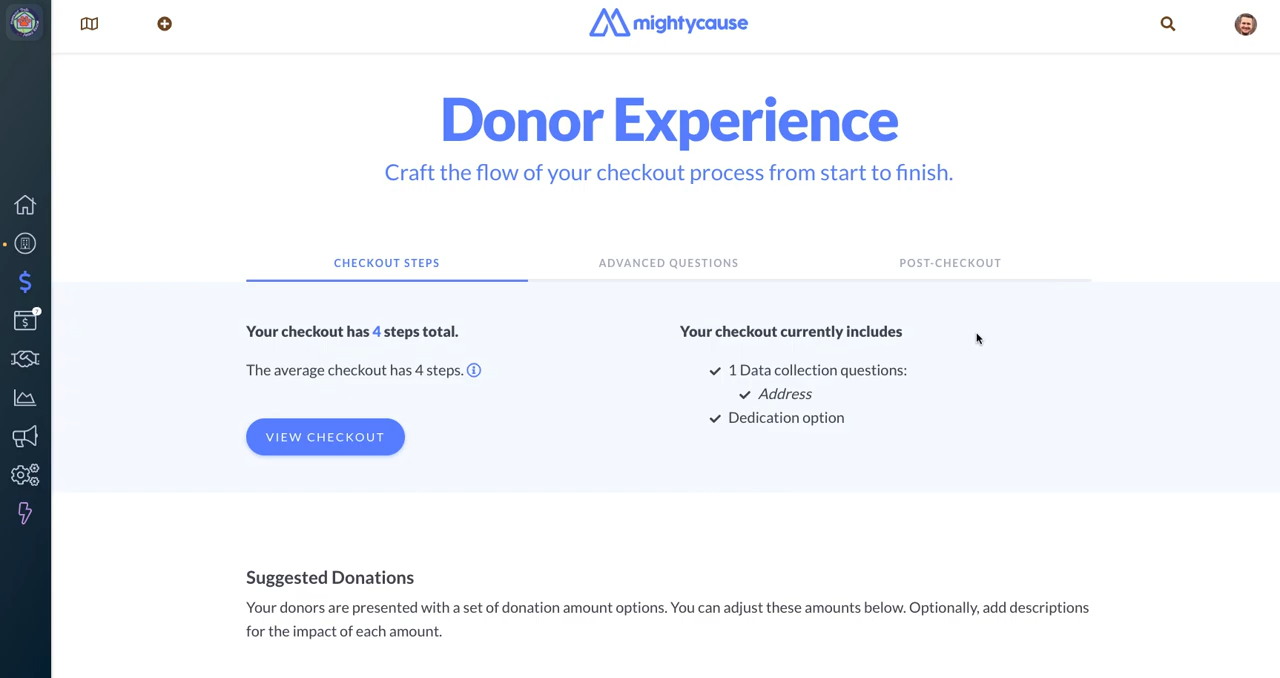 mightycause
Donor Experience
Craft the flow of your checkout process from start to finish.
CHECKOUT STEPS
ADVANCED QUESTIONS
POST-CHECKOUT
Your checkout has 4 steps total.
The average checkout has 4 steps.
VIEW CHECKOUT
Your checkout currently includes
1 Data collection questions:
Address
Dedication option
Suggested Donations
Your donors are presented with a set of donation amount options. You can adjust these amounts below. Optionally, add descriptions
for the impact of each amount.